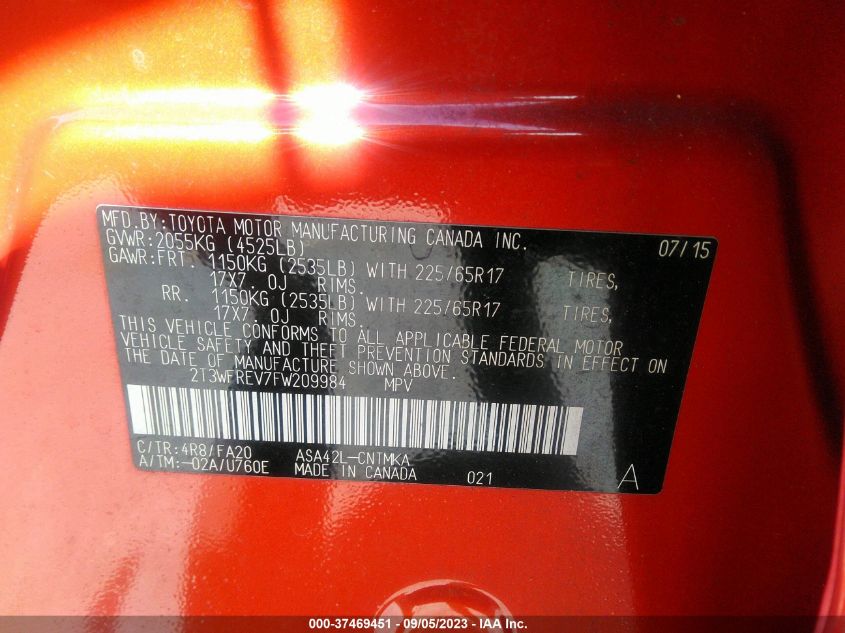 MFD.BY:TOYOTA MOTOR MANUFACTURING CANADA INC. 07/15
GVWR:2055KG (4525LB)
GAWR:FRT. 1150KG (2535LB) WITH 225/65R17 TIRES,
17X7.0J RIMS.
RR. 1150KG (2535LB) WITH 225/65R17 TIRES,
17X7.0J RIMS.
THIS VEHICLE CONFORMS TO ALL APPLICABLE FEDERAL MOTOR
VEHICLE SAFETY AND THEFT PREVENTION STANDARDS IN EFFECT ON
THE DATE OF MANUFACTURE SHOWN ABOVE.
2T3WFREV7FW209984 MPV
C/TR:4R8/FA20 ASA42L-CNTMKA
A/TM:-02A/U760E MADE IN CANADA 021 A
000-37469451 - 09/05/2023 - IAA Inc.